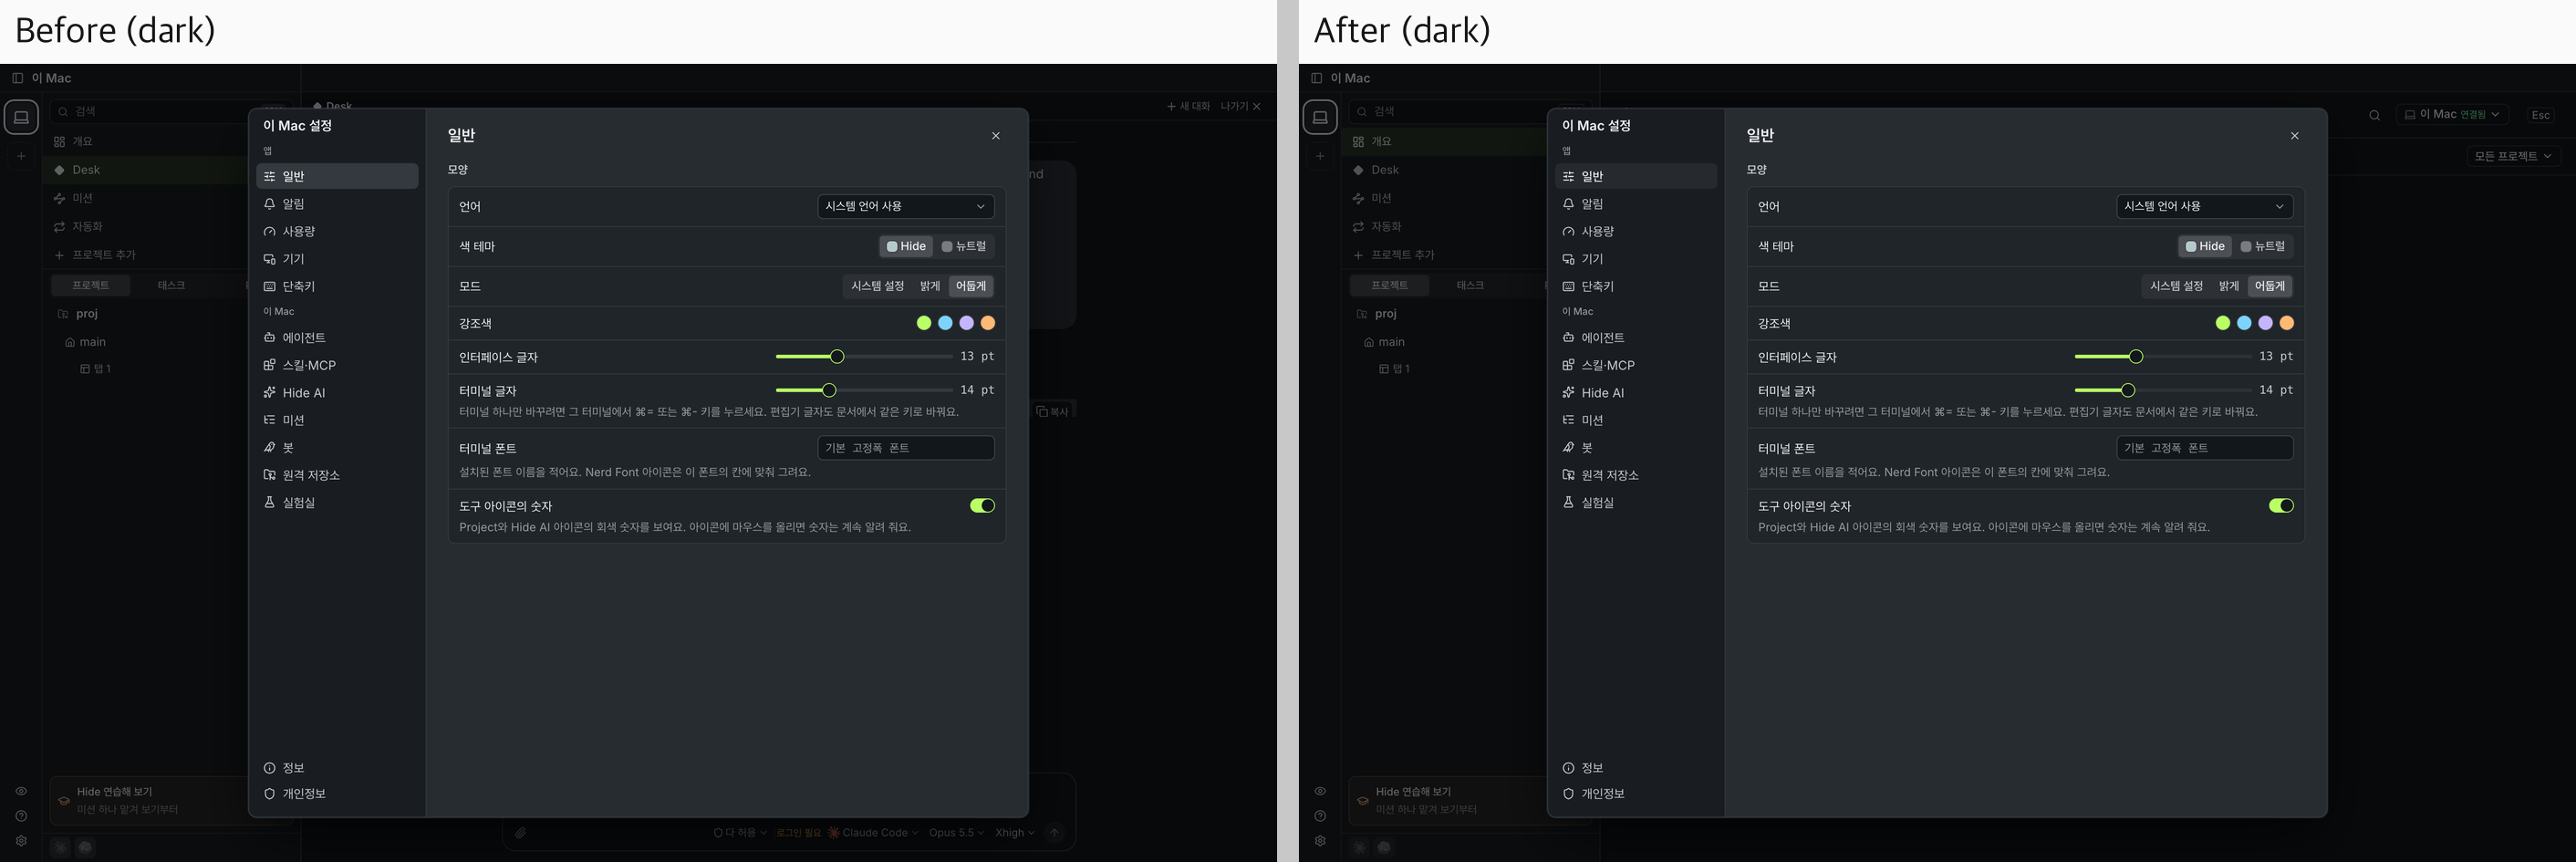 Before (dark)
이 Mac
검색
개요
Desk
미션
자동화
프로젝트 추가
프로젝트 태스크
proj
main
탭 1
Hide 연습해 보기
미션 하나 맡겨 보기부터
Desk
새 대화 나가기
nd
복사
다 허용 로그인 필요 Claude Code Opus 5.5 Xhigh
이 Mac 설정
앱
일반
알림
사용량
기기
단축키
이 Mac
에이전트
스킬·MCP
Hide AI
미션
봇
원격 저장소
실험실
정보
개인정보
일반
모양
언어 시스템 언어 사용
색 테마 Hide 뉴트럴
모드 시스템 설정 밝게 어둡게
강조색
인터페이스 글자 13 pt
터미널 글자 14 pt
터미널 하나만 바꾸려면 그 터미널에서 ⌘= 또는 ⌘- 키를 누르세요. 편집기 글자도 문서에서 같은 키로 바꿔요.
터미널 폰트 기본 고정폭 폰트
설치된 폰트 이름을 적어요. Nerd Font 아이콘은 이 폰트의 칸에 맞춰 그려요.
도구 아이콘의 숫자
Project와 Hide AI 아이콘의 회색 숫자를 보여요. 아이콘에 마우스를 올리면 숫자는 계속 알려 줘요.
After (dark)
이 Mac
검색
개요
Desk
미션
자동화
프로젝트 추가
프로젝트 태스크
proj
main
탭 1
Hide 연습해 보기
미션 하나 맡겨 보기부터
이 Mac 연결됨 Esc
모든 프로젝트
이 Mac 설정
앱
일반
알림
사용량
기기
단축키
이 Mac
에이전트
스킬·MCP
Hide AI
미션
봇
원격 저장소
실험실
정보
개인정보
일반
모양
언어 시스템 언어 사용
색 테마 Hide 뉴트럴
모드 시스템 설정 밝게 어둡게
강조색
인터페이스 글자 13 pt
터미널 글자 14 pt
터미널 하나만 바꾸려면 그 터미널에서 ⌘= 또는 ⌘- 키를 누르세요. 편집기 글자도 문서에서 같은 키로 바꿔요.
터미널 폰트 기본 고정폭 폰트
설치된 폰트 이름을 적어요. Nerd Font 아이콘은 이 폰트의 칸에 맞춰 그려요.
도구 아이콘의 숫자
Project와 Hide AI 아이콘의 회색 숫자를 보여요. 아이콘에 마우스를 올리면 숫자는 계속 알려 줘요.